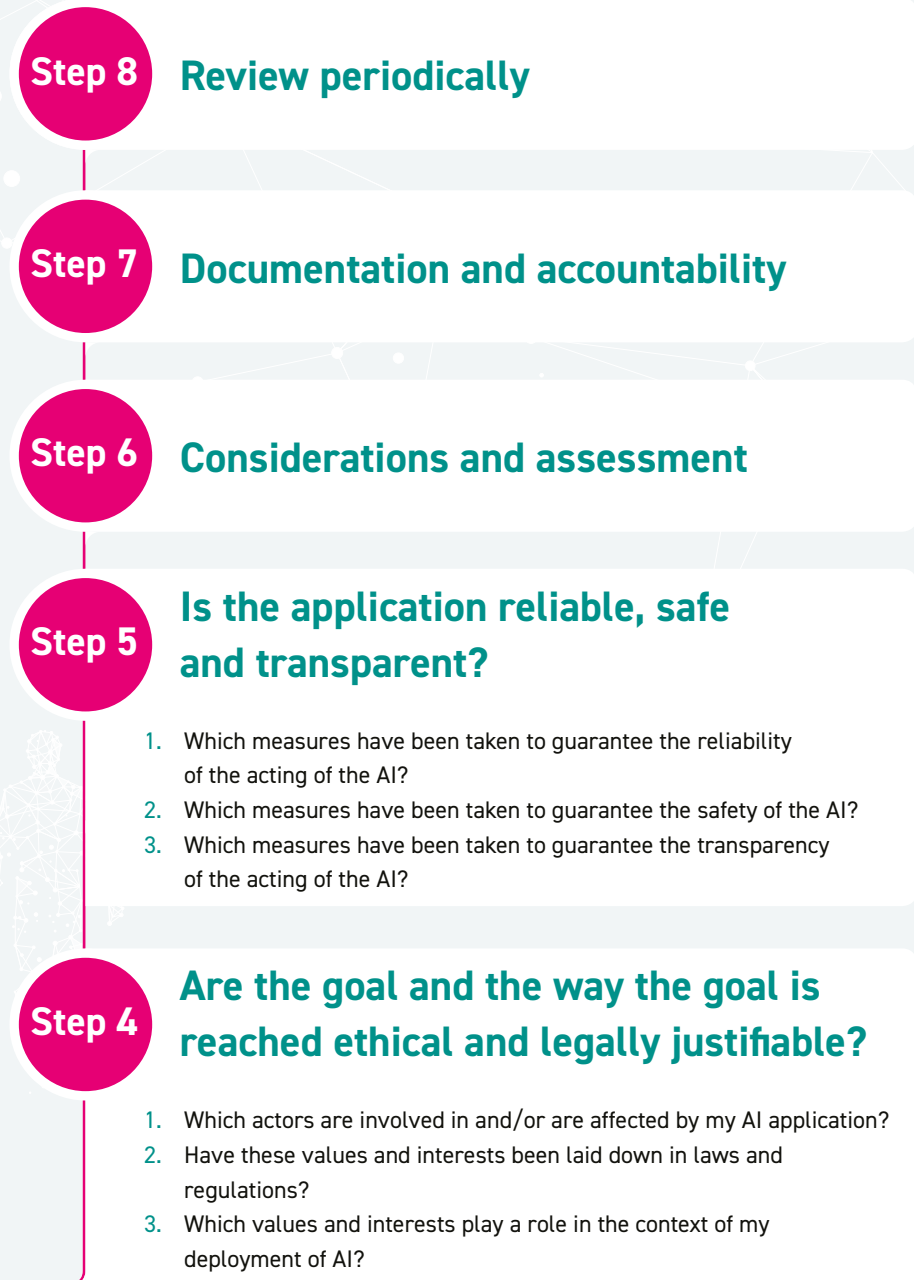 Step 8
Review periodically
Step 7
Documentation and accountability
Step 6
Considerations and assessment
Step 5
Is the application reliable, safe
and transparent?
1. Which measures have been taken to guarantee the reliability
of the acting of the AI?
2. Which measures have been taken to guarantee the safety of the AI?
3. Which measures have been taken to guarantee the transparency
of the acting of the AI?
Step 4
Are the goal and the way the goal is
reached ethical and legally justifiable?
1. Which actors are involved in and/or are affected by my AI application?
2. Have these values and interests been laid down in laws and
regulations?
3. Which values and interests play a role in the context of my
deployment of AI?